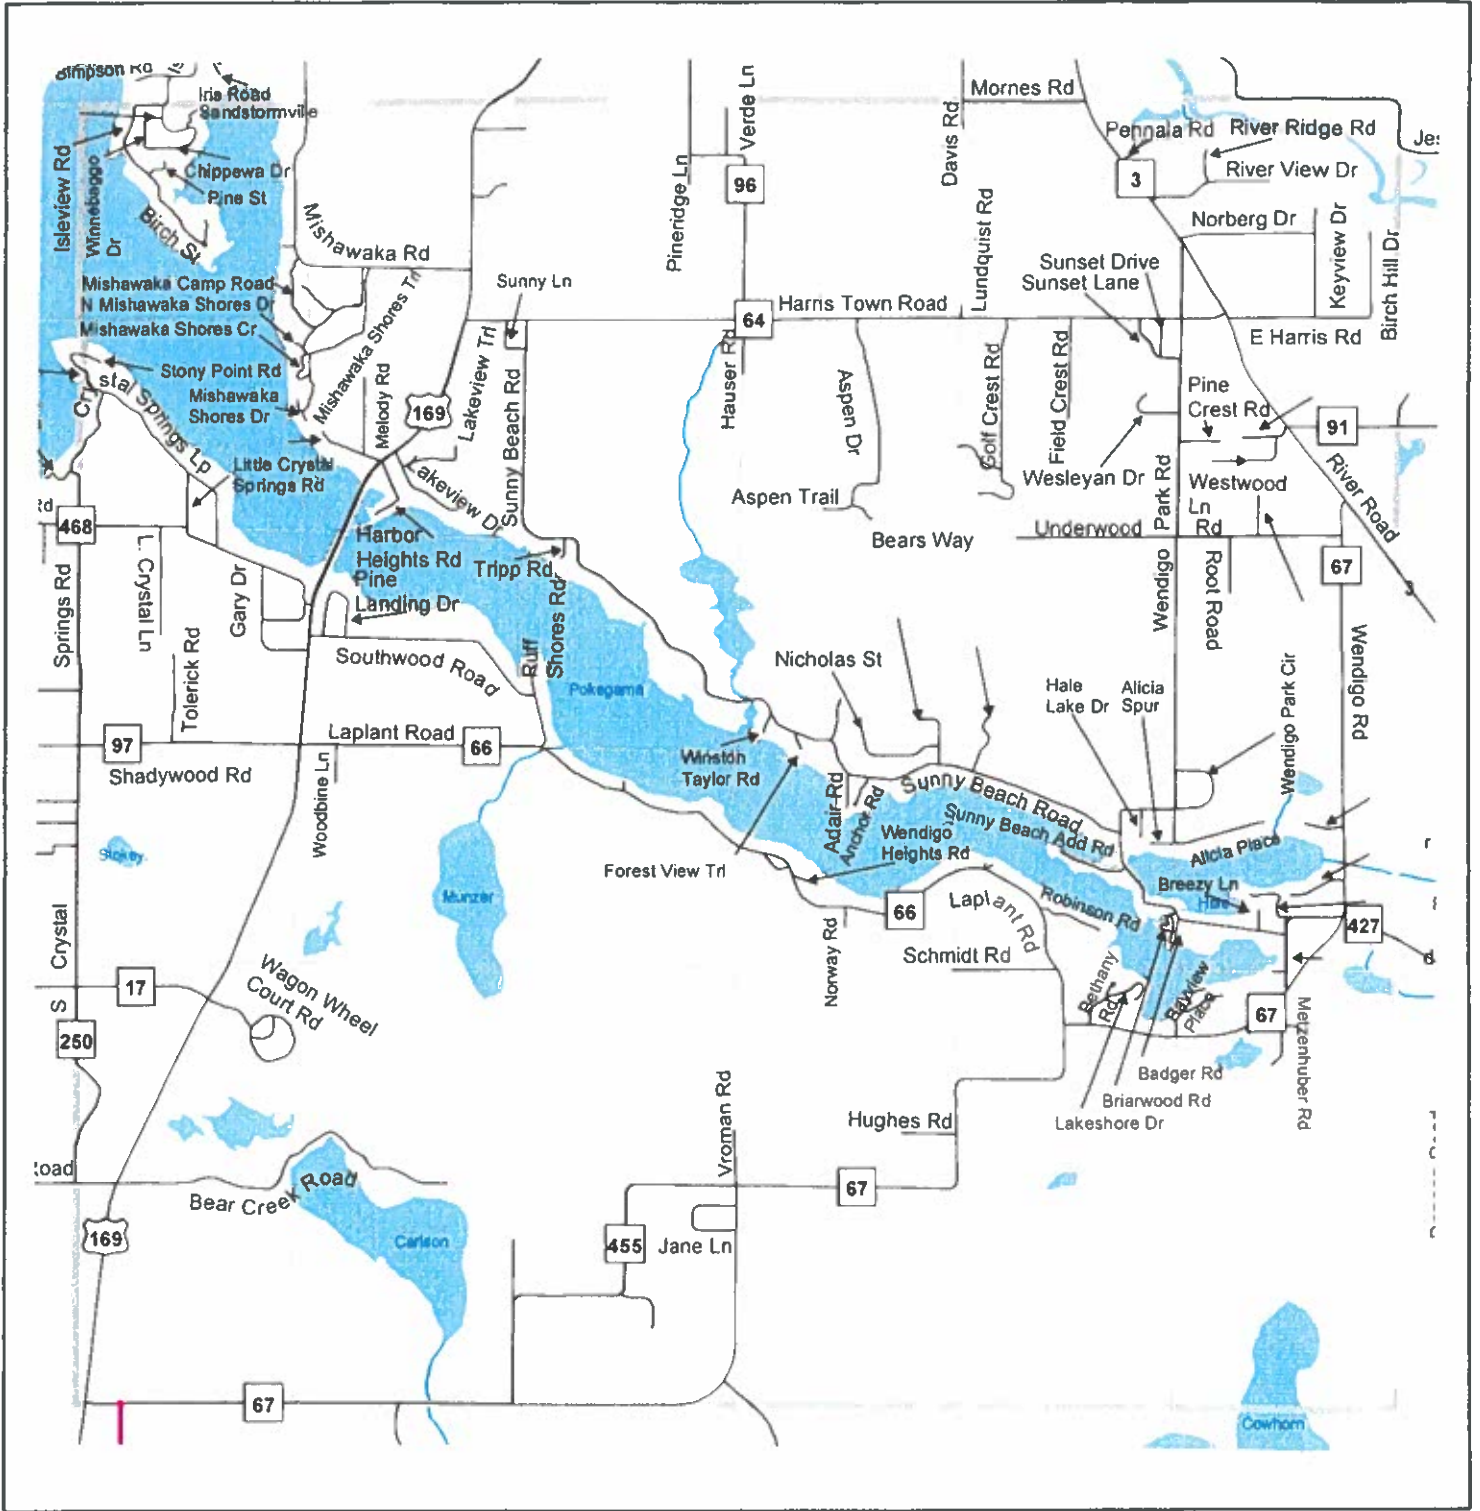 Simpson Rd
Iris Road
Sandstormville
Isleview Rd
Winnebaggo
Dr
Chippewa Dr
Pine St
Birch St
Mishawaka Rd
Mishawaka Camp Road
N Mishawaka Shores Dr
Mishawaka Shores Cr
Stony Point Rd
Mishawaka
Shores Dr
Mishawaka Shores Trl
Melody Rd
169
Crystal Springs Lp
Little Crystal
Springs Rd
Sunny Ln
Lakeview Trl
Sunny Beach Rd
Lakeview Dr
Harbor
Heights Rd
Pine
Landing Dr
Tripp Rd
Ruff
Shores Rd
Rd
468
Springs Rd
L. Crystal Ln
Gary Dr
Tolerick Rd
Southwood Road
Pokegama
97
Shadywood Rd
Laplant Road
66
Woodbine Ln
Stokey
Crystal
S
17
250
Wagon Wheel
Court Rd
Munzer
Pineridge Ln
Verde Ln
96
64
Harris Town Road
Hauser Rd
Aspen Dr
Aspen Trail
Bears Way
Davis Rd
Mornes Rd
Lundquist Rd
Golf Crest Rd
Field Crest Rd
Sunset Drive
Sunset Lane
Wesleyan Dr
Pennala Rd
River Ridge Rd
Jes
3
River View Dr
Norberg Dr
Keyview Dr
Birch Hill Dr
E Harris Rd
Pine
Crest Rd
91
Westwood
Ln
Underwood
Rd
River Road
Wendigo
Park Rd
Root Road
67
3
Wendigo Rd
Nicholas St
Winston
Taylor Rd
Forest View Trl
Adair Rd
Anchor Rd
Sunny Beach Road
Sunny Beach Add Rd
Wendigo
Heights Rd
Hale
Lake Dr
Alicia
Spur
Wendigo Park Cir
Alicia Place
Breezy Ln
Hale
66
Laplant Rd
Robinson Rd
Norway Rd
Schmidt Rd
Bethany
Rd
Bayview
Place
427
67
Metzenhuber Rd
Badger Rd
Briarwood Rd
Lakeshore Dr
r
d
Hughes Rd
Vroman Rd
67
455
Jane Ln
Road
Bear Creek Road
169
Carlson
67
Cowhorn